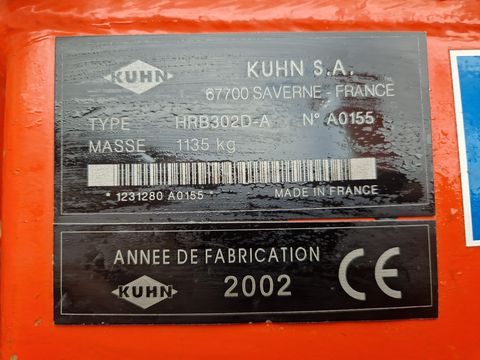 KUHN KUHN S.A.
67700 SAVERNE - FRANCE
TYPE HRB302D-A N° A0155
MASSE 1135 kg
* 1231280 A0155 * MADE IN FRANCE
ANNEE DE FABRICATION
KUHN 2002 CE